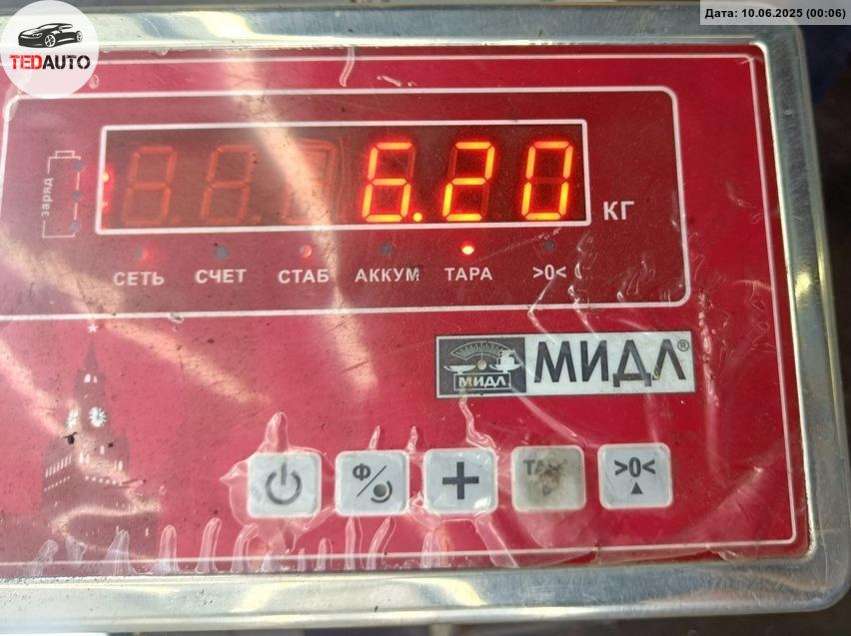 Дата: 10.06.2025 (00:06)
TEDAUTO
заряд
6.20
КГ
СЕТЬ СЧЕТ СТАБ АККУМ ТАРА >0<
МИДЛ МИДЛ®
Ф + >0<